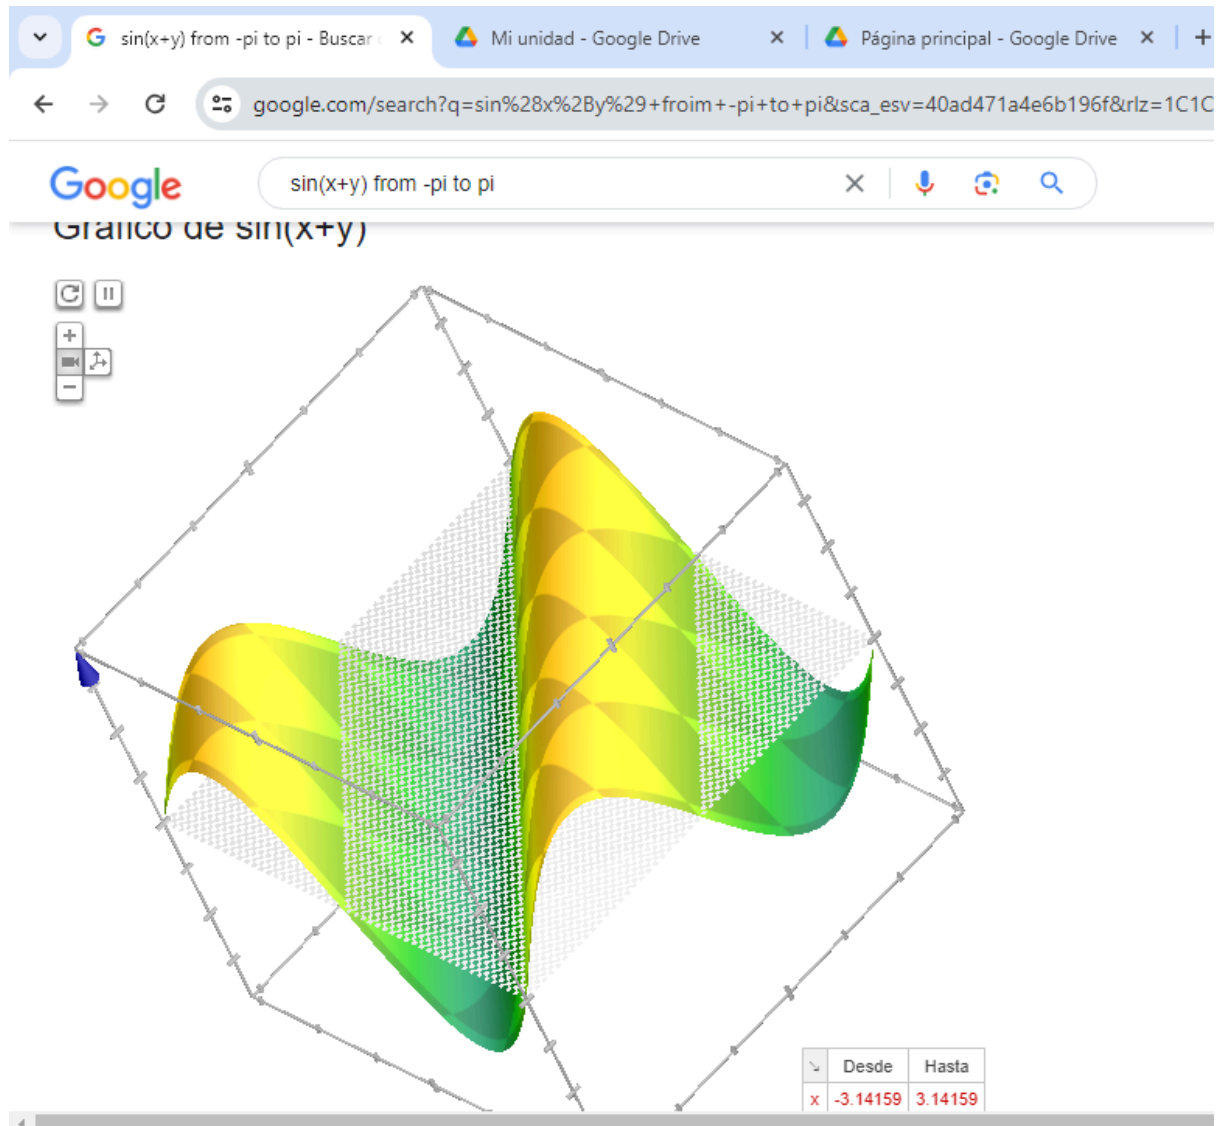 sin(x+y) from -pi to pi - Buscar
Mi unidad - Google Drive
Página principal - Google Drive
google.com/search?q=sin%28x%2By%29+froim+-pi+to+pi&sca_esv=40ad471a4e6b196f&rlz=1C1C
Google
sin(x+y) from -pi to pi
Gráfico de sin(x+y)
Desde Hasta
x -3.14159 3.14159